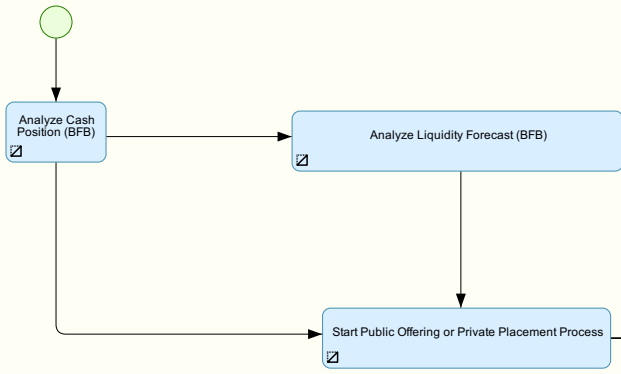 Analyze Cash
Position (BFB)
Analyze Liquidity Forecast (BFB)
Start Public Offering or Private Placement Process